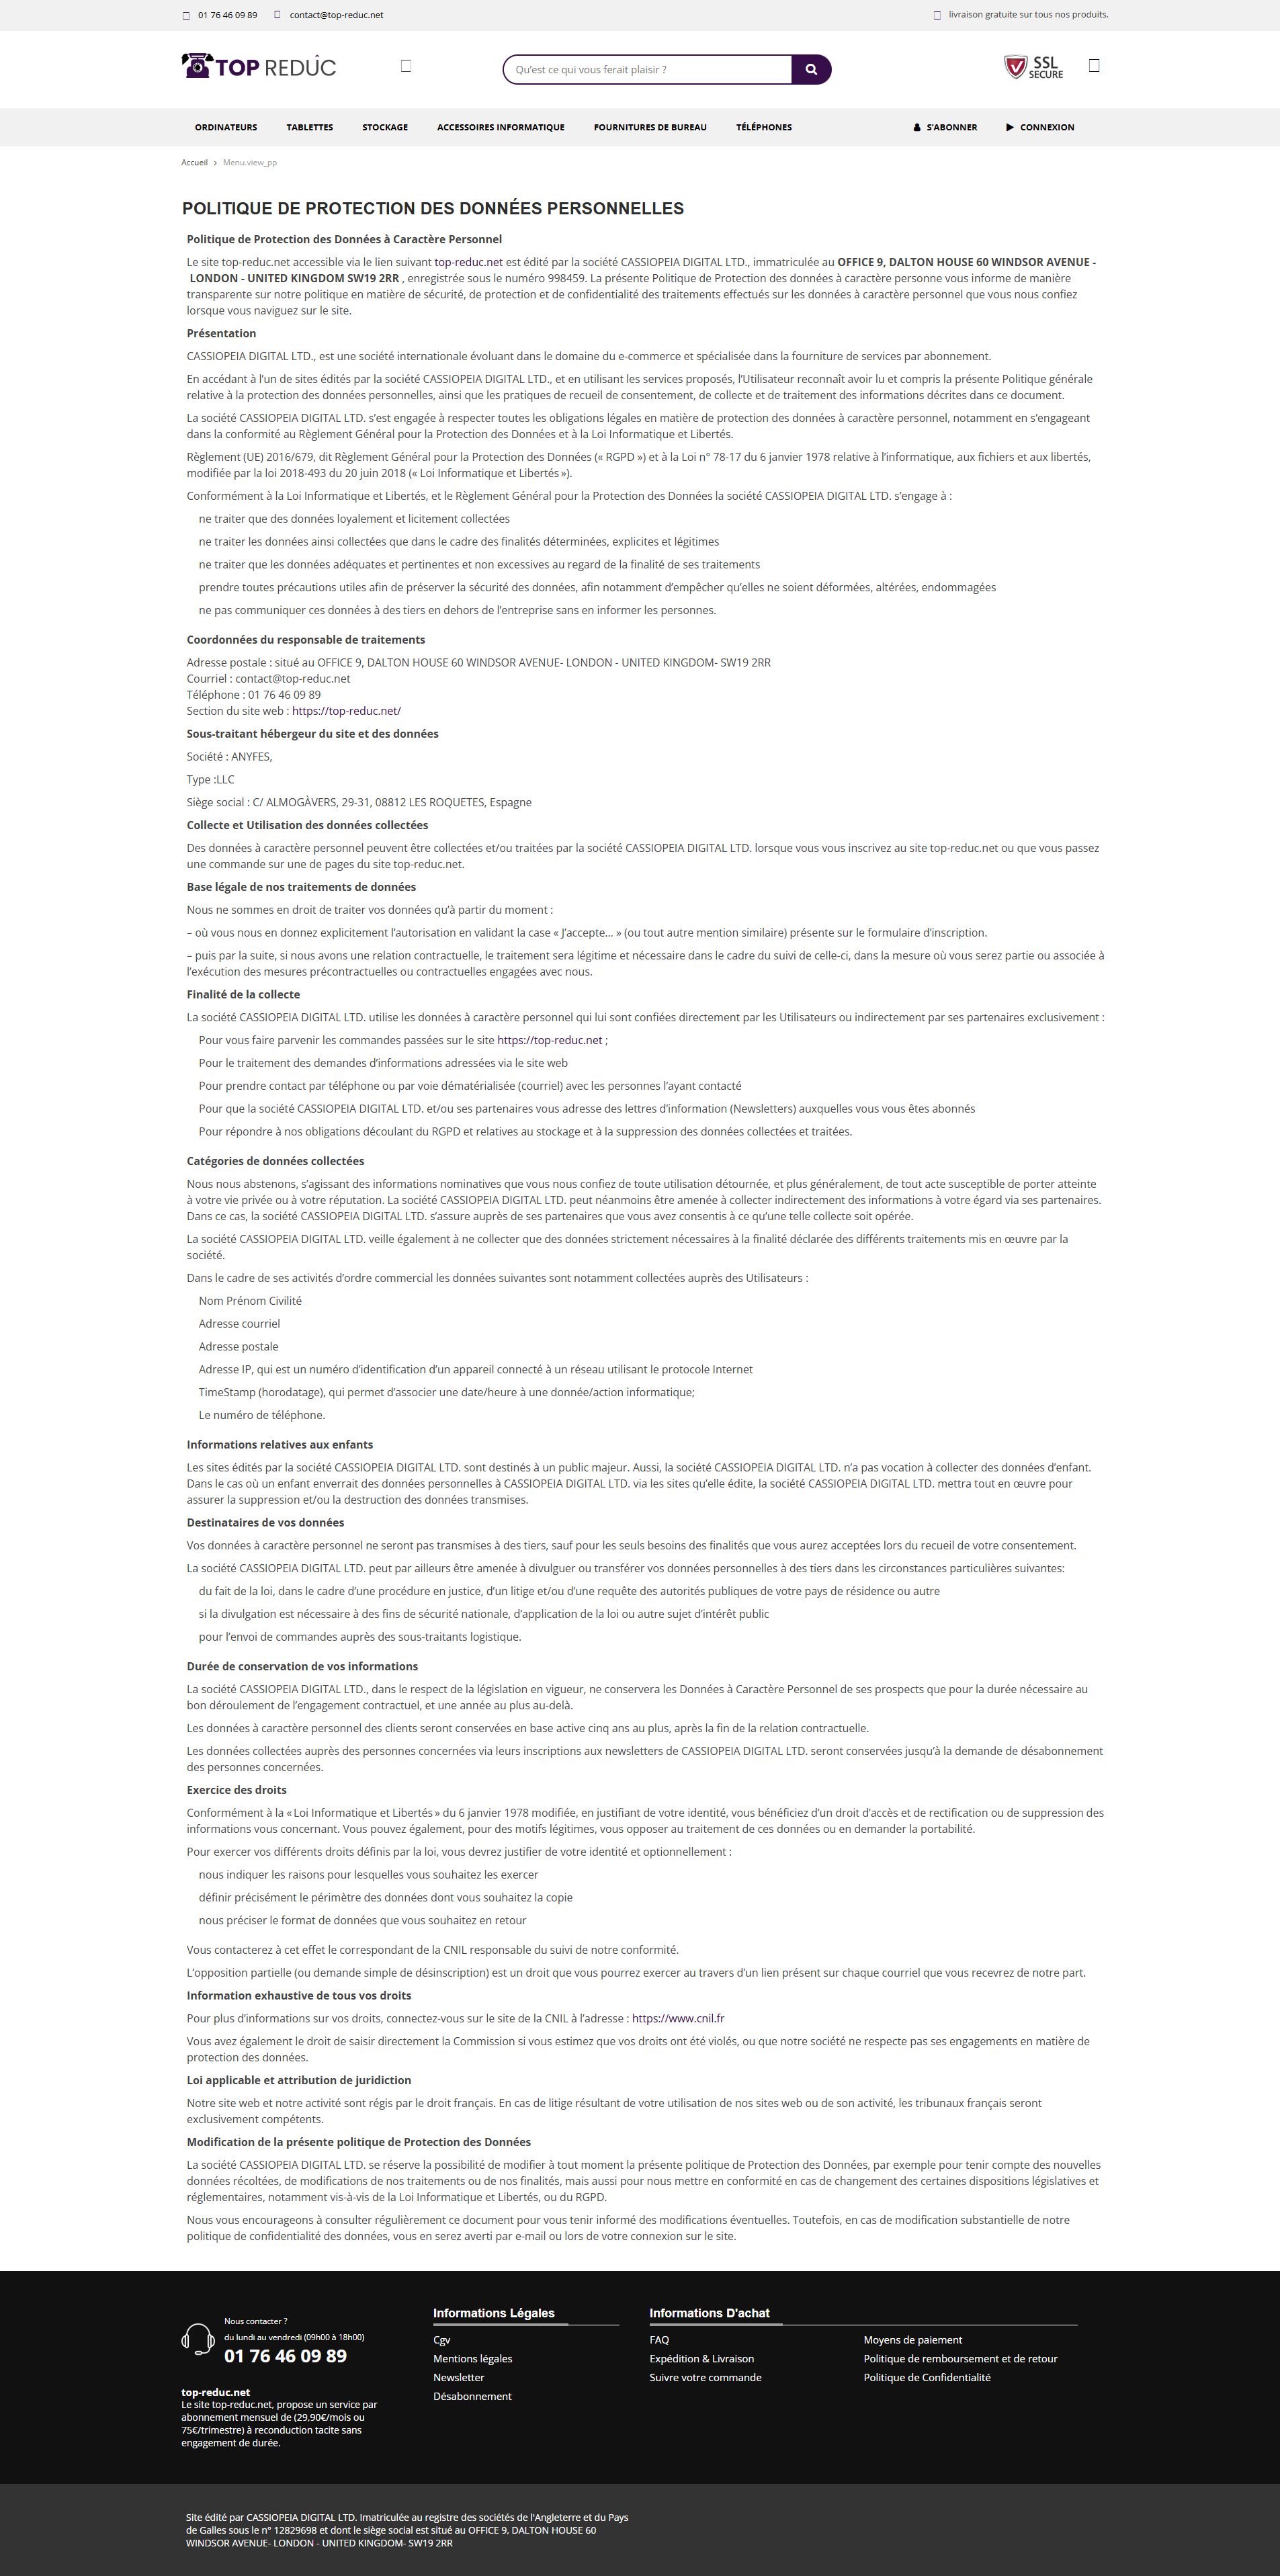 01 76 46 09 89 contact@top-reduc.net livraison gratuite sur tous nos produits.
TOP REDÛC Qu'est ce qui vous ferait plaisir ? SSL SECURE
ORDINATEURS TABLETTES STOCKAGE ACCESSOIRES INFORMATIQUE FOURNITURES DE BUREAU TÉLÉPHONES S'ABONNER CONNEXION
Accueil > Menu.view_pp
POLITIQUE DE PROTECTION DES DONNÉES PERSONNELLES
Politique de Protection des Données à Caractère Personnel
Le site top-reduc.net accessible via le lien suivant top-reduc.net est édité par la société CASSIOPEIA DIGITAL LTD., immatriculée au OFFICE 9, DALTON HOUSE 60 WINDSOR AVENUE -
LONDON - UNITED KINGDOM SW19 2RR , enregistrée sous le numéro 998459. La présente Politique de Protection des données à caractère personne vous informe de manière
transparente sur notre politique en matière de sécurité, de protection et de confidentialité des traitements effectués sur les données à caractère personnel que vous nous confiez
lorsque vous naviguez sur le site.
Présentation
CASSIOPEIA DIGITAL LTD., est une société internationale évoluant dans le domaine du e-commerce et spécialisée dans la fourniture de services par abonnement.
En accédant à l'un de sites édités par la société CASSIOPEIA DIGITAL LTD., et en utilisant les services proposés, l'Utilisateur reconnaît avoir lu et compris la présente Politique générale
relative à la protection des données personnelles, ainsi que les pratiques de recueil de consentement, de collecte et de traitement des informations décrites dans ce document.
La société CASSIOPEIA DIGITAL LTD. s'est engagée à respecter toutes les obligations légales en matière de protection des données à caractère personnel, notamment en s'engageant
dans la conformité au Règlement Général pour la Protection des Données et à la Loi Informatique et Libertés.
Règlement (UE) 2016/679, dit Règlement Général pour la Protection des Données (« RGPD ») et à la Loi n° 78-17 du 6 janvier 1978 relative à l'informatique, aux fichiers et aux libertés,
modifiée par la loi 2018-493 du 20 juin 2018 (« Loi Informatique et Libertés »).
Conformément à la Loi Informatique et Libertés, et le Règlement Général pour la Protection des Données la société CASSIOPEIA DIGITAL LTD. s'engage à :
ne traiter que des données loyalement et licitement collectées
ne traiter les données ainsi collectées que dans le cadre des finalités déterminées, explicites et légitimes
ne traiter que les données adéquates et pertinentes et non excessives au regard de la finalité de ses traitements
prendre toutes précautions utiles afin de préserver la sécurité des données, afin notamment d'empêcher qu'elles ne soient déformées, altérées, endommagées
ne pas communiquer ces données à des tiers en dehors de l'entreprise sans en informer les personnes.
Coordonnées du responsable de traitements
Adresse postale : situé au OFFICE 9, DALTON HOUSE 60 WINDSOR AVENUE- LONDON - UNITED KINGDOM- SW19 2RR
Courriel : contact@top-reduc.net
Téléphone : 01 76 46 09 89
Section du site web : https://top-reduc.net/
Sous-traitant hébergeur du site et des données
Société : ANYFES,
Type :LLC
Siège social : C/ ALMOGÀVERS, 29-31, 08812 LES ROQUETES, Espagne
Collecte et Utilisation des données collectées
Des données à caractère personnel peuvent être collectées et/ou traitées par la société CASSIOPEIA DIGITAL LTD. lorsque vous vous inscrivez au site top-reduc.net ou que vous passez
une commande sur une de pages du site top-reduc.net.
Base légale de nos traitements de données
Nous ne sommes en droit de traiter vos données qu'à partir du moment :
– où vous nous en donnez explicitement l'autorisation en validant la case « J'accepte... » (ou tout autre mention similaire) présente sur le formulaire d'inscription.
– puis par la suite, si nous avons une relation contractuelle, le traitement sera légitime et nécessaire dans le cadre du suivi de celle-ci, dans la mesure où vous serez partie ou associée à
l'exécution des mesures précontractuelles ou contractuelles engagées avec nous.
Finalité de la collecte
La société CASSIOPEIA DIGITAL LTD. utilise les données à caractère personnel qui lui sont confiées directement par les Utilisateurs ou indirectement par ses partenaires exclusivement :
Pour vous faire parvenir les commandes passées sur le site https://top-reduc.net ;
Pour le traitement des demandes d'informations adressées via le site web
Pour prendre contact par téléphone ou par voie dématérialisée (courriel) avec les personnes l'ayant contacté
Pour que la société CASSIOPEIA DIGITAL LTD. et/ou ses partenaires vous adresse des lettres d'information (Newsletters) auxquelles vous vous êtes abonnés
Pour répondre à nos obligations découlant du RGPD et relatives au stockage et à la suppression des données collectées et traitées.
Catégories de données collectées
Nous nous abstenons, s'agissant des informations nominatives que vous nous confiez de toute utilisation détournée, et plus généralement, de tout acte susceptible de porter atteinte
à votre vie privée ou à votre réputation. La société CASSIOPEIA DIGITAL LTD. peut néanmoins être amenée à collecter indirectement des informations à votre égard via ses partenaires.
Dans ce cas, la société CASSIOPEIA DIGITAL LTD. s'assure auprès de ses partenaires que vous avez consentis à ce qu'une telle collecte soit opérée.
La société CASSIOPEIA DIGITAL LTD. veille également à ne collecter que des données strictement nécessaires à la finalité déclarée des différents traitements mis en œuvre par la
société.
Dans le cadre de ses activités d'ordre commercial les données suivantes sont notamment collectées auprès des Utilisateurs :
Nom Prénom Civilité
Adresse courriel
Adresse postale
Adresse IP, qui est un numéro d'identification d'un appareil connecté à un réseau utilisant le protocole Internet
TimeStamp (horodatage), qui permet d'associer une date/heure à une donnée/action informatique;
Le numéro de téléphone.
Informations relatives aux enfants
Les sites édités par la société CASSIOPEIA DIGITAL LTD. sont destinés à un public majeur. Aussi, la société CASSIOPEIA DIGITAL LTD. n'a pas vocation à collecter des données d'enfant.
Dans le cas où un enfant enverrait des données personnelles à CASSIOPEIA DIGITAL LTD. via les sites qu'elle édite, la société CASSIOPEIA DIGITAL LTD. mettra tout en œuvre pour
assurer la suppression et/ou la destruction des données transmises.
Destinataires de vos données
Vos données à caractère personnel ne seront pas transmises à des tiers, sauf pour les seuls besoins des finalités que vous aurez acceptées lors du recueil de votre consentement.
La société CASSIOPEIA DIGITAL LTD. peut par ailleurs être amenée à divulguer ou transférer vos données personnelles à des tiers dans les circonstances particulières suivantes:
du fait de la loi, dans le cadre d'une procédure en justice, d'un litige et/ou d'une requête des autorités publiques de votre pays de résidence ou autre
si la divulgation est nécessaire à des fins de sécurité nationale, d'application de la loi ou autre sujet d'intérêt public
pour l'envoi de commandes auprès des sous-traitants logistique.
Durée de conservation de vos informations
La société CASSIOPEIA DIGITAL LTD., dans le respect de la législation en vigueur, ne conservera les Données à Caractère Personnel de ses prospects que pour la durée nécessaire au
bon déroulement de l'engagement contractuel, et une année au plus au-delà.
Les données à caractère personnel des clients seront conservées en base active cinq ans au plus, après la fin de la relation contractuelle.
Les données collectées auprès des personnes concernées via leurs inscriptions aux newsletters de CASSIOPEIA DIGITAL LTD. seront conservées jusqu'à la demande de désabonnement
des personnes concernées.
Exercice des droits
Conformément à la « Loi Informatique et Libertés » du 6 janvier 1978 modifiée, en justifiant de votre identité, vous bénéficiez d'un droit d'accès et de rectification ou de suppression des
informations vous concernant. Vous pouvez également, pour des motifs légitimes, vous opposer au traitement de ces données ou en demander la portabilité.
Pour exercer vos différents droits définis par la loi, vous devrez justifier de votre identité et optionnellement :
nous indiquer les raisons pour lesquelles vous souhaitez les exercer
définir précisément le périmètre des données dont vous souhaitez la copie
nous préciser le format de données que vous souhaitez en retour
Vous contacterez à cet effet le correspondant de la CNIL responsable du suivi de notre conformité.
L'opposition partielle (ou demande simple de désinscription) est un droit que vous pourrez exercer au travers d'un lien présent sur chaque courriel que vous recevrez de notre part.
Information exhaustive de tous vos droits
Pour plus d'informations sur vos droits, connectez-vous sur le site de la CNIL à l'adresse : https://www.cnil.fr
Vous avez également le droit de saisir directement la Commission si vous estimez que vos droits ont été violés, ou que notre société ne respecte pas ses engagements en matière de
protection des données.
Loi applicable et attribution de juridiction
Notre site web et notre activité sont régis par le droit français. En cas de litige résultant de votre utilisation de nos sites web ou de son activité, les tribunaux français seront
exclusivement compétents.
Modification de la présente politique de Protection des Données
La société CASSIOPEIA DIGITAL LTD. se réserve la possibilité de modifier à tout moment la présente politique de Protection des Données, par exemple pour tenir compte des nouvelles
données récoltées, de modifications de nos traitements ou de nos finalités, mais aussi pour nous mettre en conformité en cas de changement des certaines dispositions législatives et
réglementaires, notamment vis-à-vis de la Loi Informatique et Libertés, ou du RGPD.
Nous vous encourageons à consulter régulièrement ce document pour vous tenir informé des modifications éventuelles. Toutefois, en cas de modification substantielle de notre
politique de confidentialité des données, vous en serez averti par e-mail ou lors de votre connexion sur le site.
Nous contacter ?
du lundi au vendredi (09h00 à 18h00)
01 76 46 09 89
top-reduc.net
Le site top-reduc.net, propose un service par
abonnement mensuel de (29,90€/mois ou
75€/trimestre) à reconduction tacite sans
engagement de durée.
Informations Légales
Cgv
Mentions légales
Newsletter
Désabonnement
Informations D'achat
FAQ
Expédition & Livraison
Suivre votre commande
Moyens de paiement
Politique de remboursement et de retour
Politique de Confidentialité
Site édité par CASSIOPEIA DIGITAL LTD. Imatriculée au registre des sociétés de l'Angleterre et du Pays
de Galles sous le n° 12829698 et dont le siège social est situé au OFFICE 9, DALTON HOUSE 60
WINDSOR AVENUE- LONDON - UNITED KINGDOM- SW19 2RR